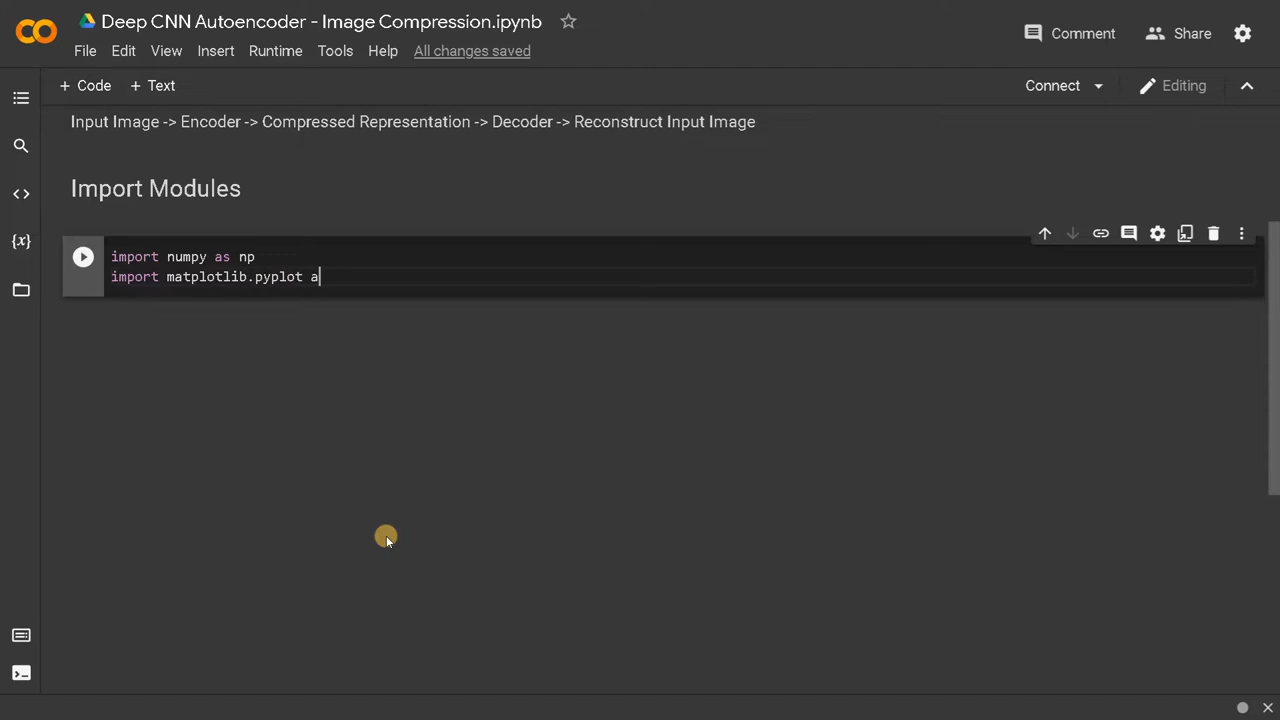 Deep CNN Autoencoder - Image Compression.ipynb
File Edit View Insert Runtime Tools Help All changes saved
Comment Share
+ Code + Text
Connect Editing
Input Image -> Encoder -> Compressed Representation -> Decoder -> Reconstruct Input Image
Import Modules
import numpy as np
import matplotlib.pyplot a
{x}